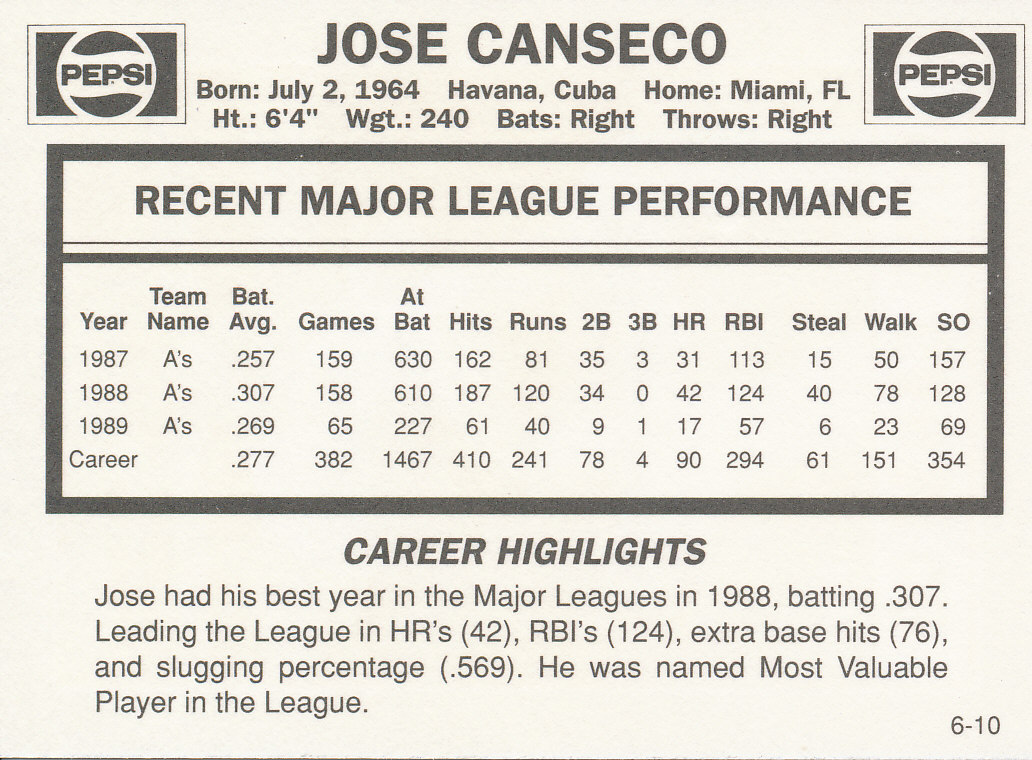 JOSE CANSECO
PEPSI
PEPSI
Born: July 2, 1964 Havana, Cuba Home: Miami, FL
Ht.: 6'4" Wgt.: 240 Bats: Right Throws: Right
RECENT MAJOR LEAGUE PERFORMANCE
Team Bat. At
Year Name Avg. Games Bat Hits Runs 2B 3B HR RBI Steal Walk SO
1987 A's .257 159 630 162 81 35 3 31 113 15 50 157
1988 A's .307 158 610 187 120 34 0 42 124 40 78 128
1989 A's .269 65 227 61 40 9 1 17 57 6 23 69
Career .277 382 1467 410 241 78 4 90 294 61 151 354
CAREER HIGHLIGHTS
Jose had his best year in the Major Leagues in 1988, batting .307.
Leading the League in HR's (42), RBI's (124), extra base hits (76),
and slugging percentage (.569). He was named Most Valuable
Player in the League.
6-10